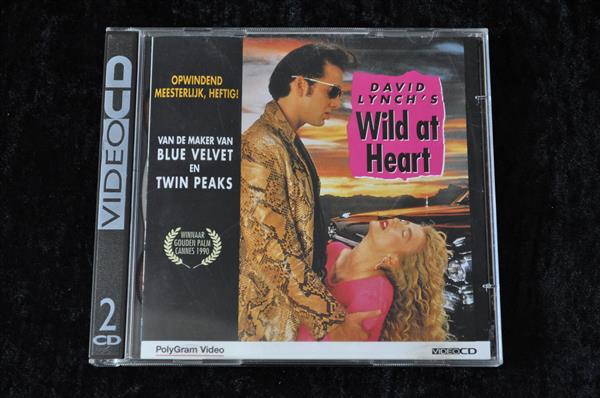 VIDEO CD
2
CD
OPWINDEND
MEESTERLIJK, HEFTIG!
VAN DE MAKER VAN
BLUE VELVET
EN
TWIN PEAKS
WINNAAR
GOUDEN PALM
CANNES 1990
DAVID
LYNCH'S
Wild at
Heart
PolyGram Video
VIDEO CD